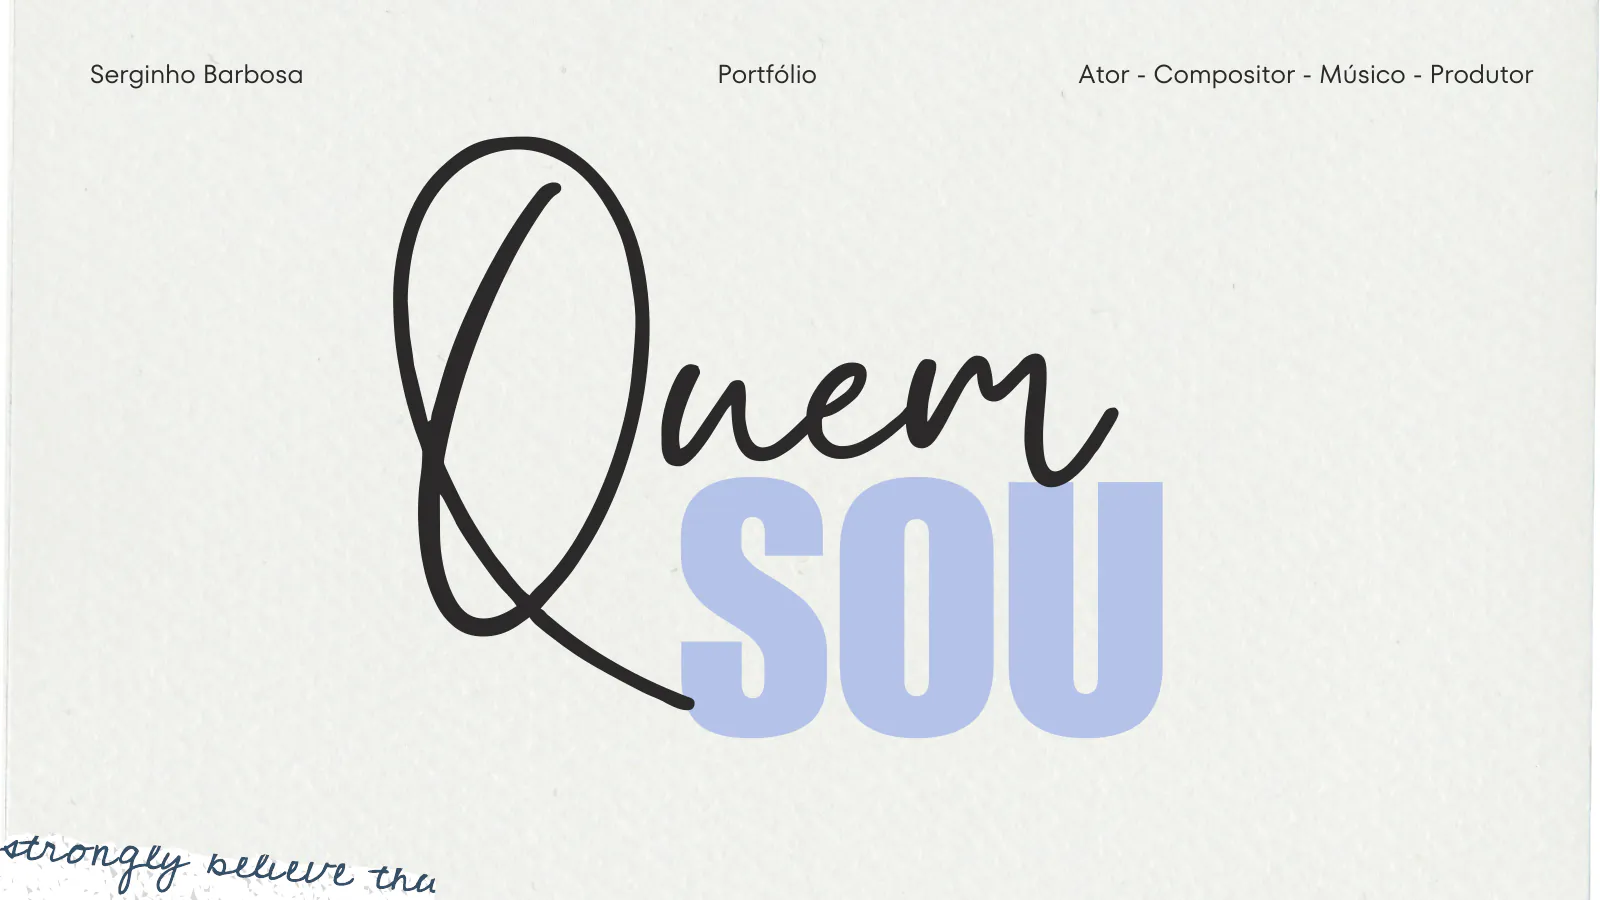 Serginho Barbosa
Portfólio
Ator - Compositor - Músico - Produtor
Quem
SOU
strongly believe